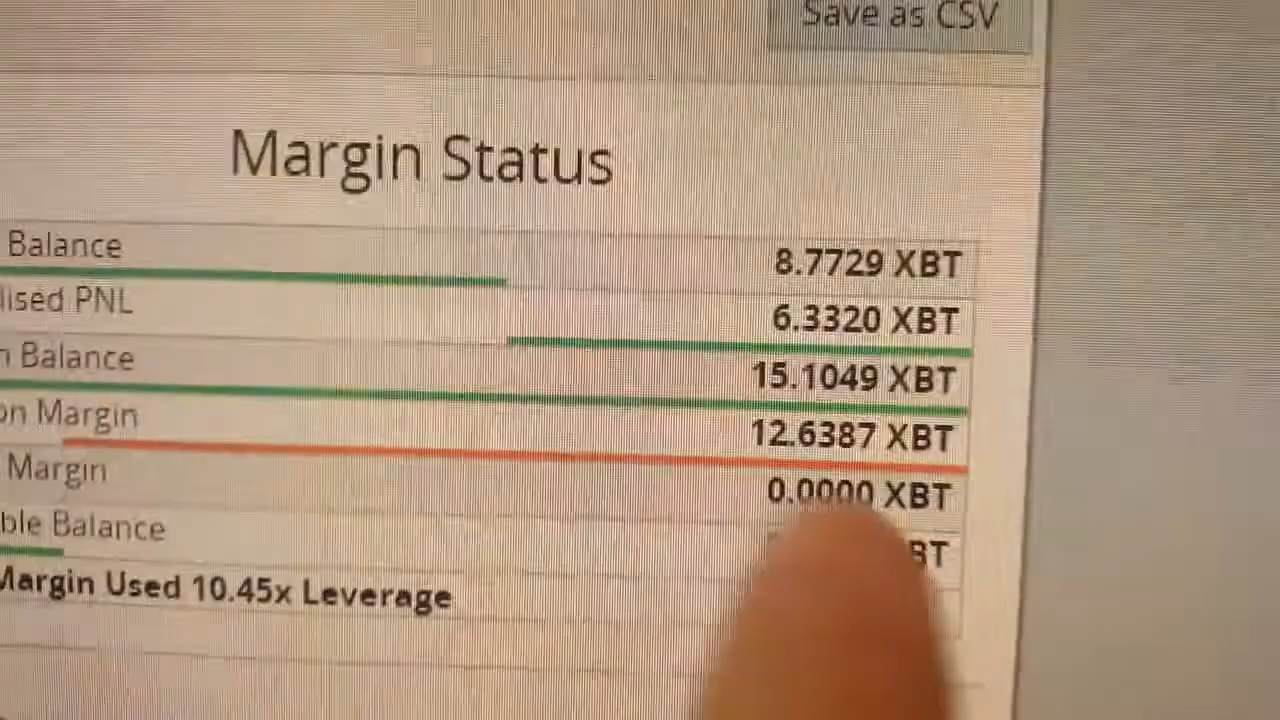 Save as CSV
Margin Status
Balance 8.7729 XBT
lised PNL 6.3320 XBT
n Balance 15.1049 XBT
on Margin 12.6387 XBT
Margin 0.0000 XBT
ble Balance BT
Margin Used 10.45x Leverage